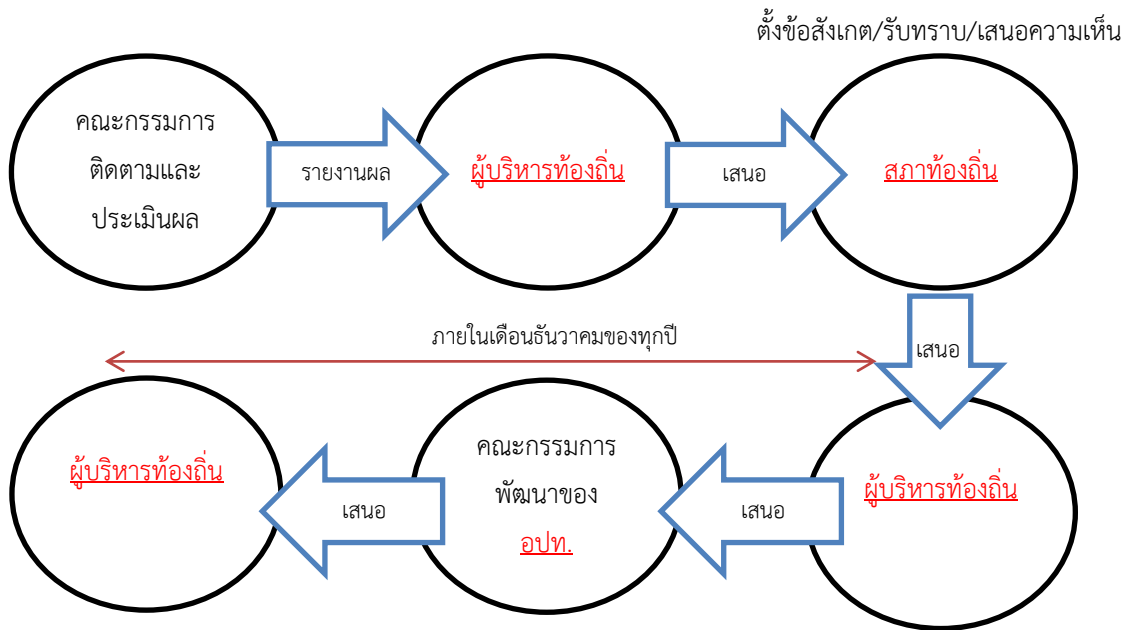 ตั้งข้อสังเกต/รับทราบ/เสนอความเห็น
คณะกรรมการ
ติดตามและ
ประเมินผล
รายงานผล
ผู้บริหารท้องถิ่น
เสนอ
สภาท้องถิ่น
เสนอ
ภายในเดือนธันวาคมของทุกปี
ผู้บริหารท้องถิ่น
เสนอ
คณะกรรมการ
พัฒนาของ
อปท.
เสนอ
ผู้บริหารท้องถิ่น